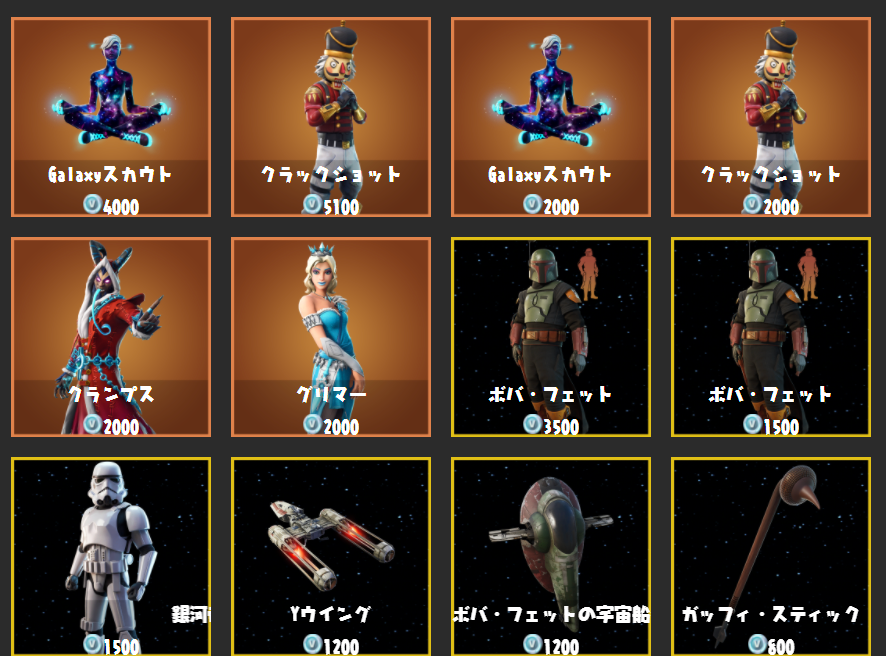 Galaxyスカウト
4000
クラックショット
5100
Galaxyスカウト
2000
クラックショット
2000
クランプス
2000
グリマー
2000
ボバ・フェット
3500
ボバ・フェット
1500
銀河
1500
Yウイング
1200
ボバ・フェットの宇宙船
1200
ガッフィ・スティック
600